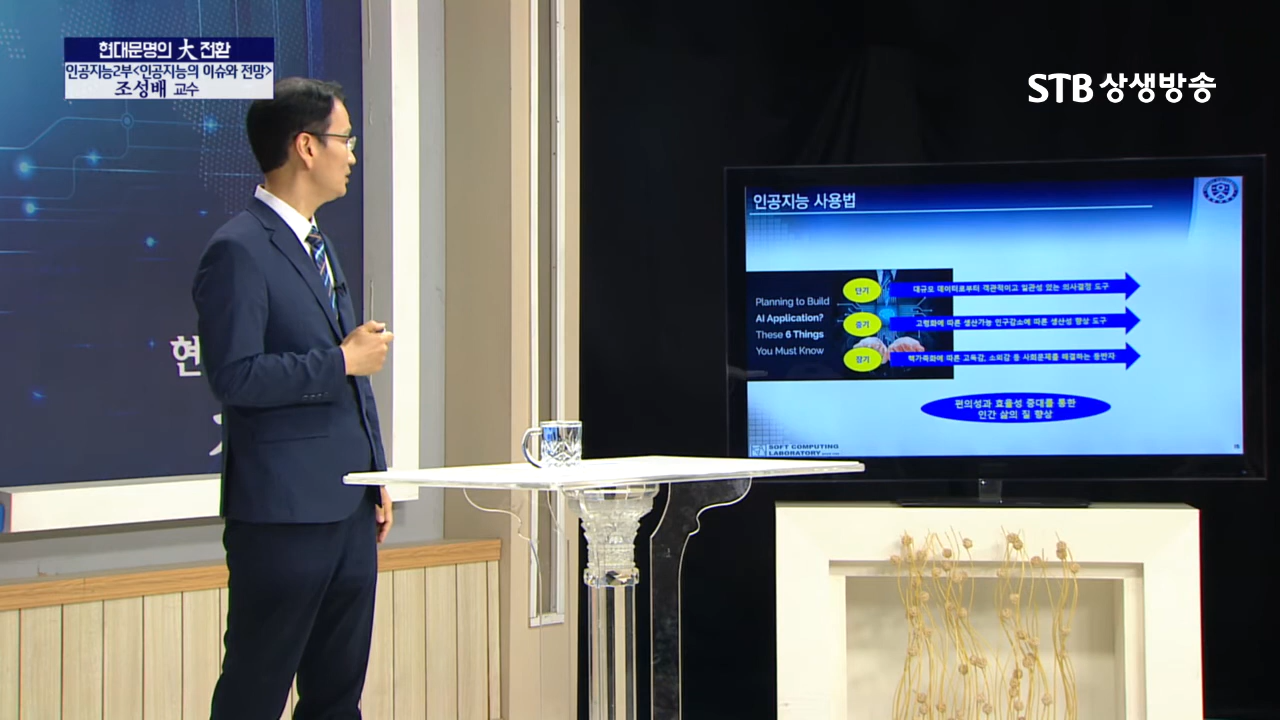 현대문명의 大 전환
인공지능2부<인공지능의 이슈와 전망>
조성배 교수
STB 상생방송
현
인공지능 사용법
Planning to Build
AI Application?
These 6 Things
You Must Know
단기
대규모 데이터로부터 객관적이고 일관성 있는 의사결정 도구
중기
고령화에 따른 생산가능 인구감소에 따른 생산성 향상 도구
장기
핵가족화에 따른 고독감, 소외감 등 사회문제를 해결하는 동반자
편의성과 효율성 증대를 통한
인간 삶의 질 향상
SOFT COMPUTING
LABORATORY